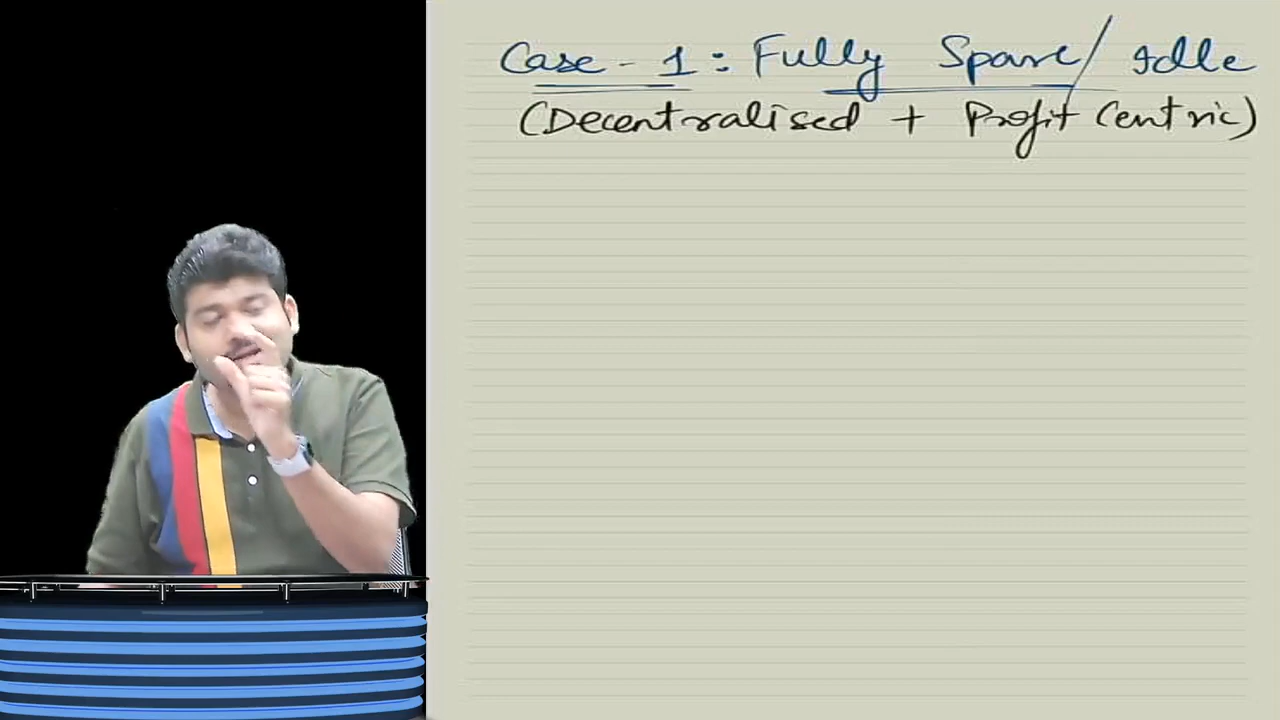 Case - 1 : Fully Spare/ Idle
(Decentralised + Profit Centric)